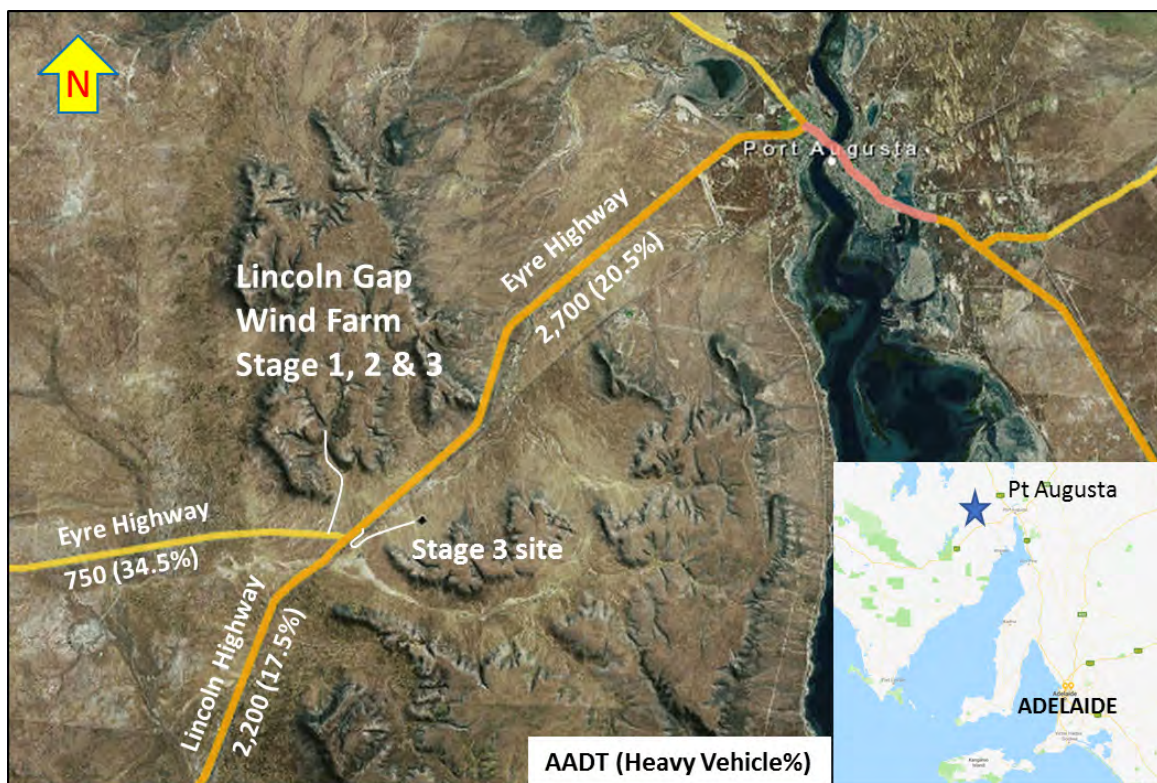 N
Port Augusta
Eyre Highway
2,700 (20.5%)
Lincoln Gap
Wind Farm
Stage 1, 2 & 3
Eyre Highway
750 (34.5%)
Stage 3 site
Lincoln Highway
2,200 (17.5%)
AADT (Heavy Vehicle%)
Pt Augusta
ADELAIDE
Adelaide